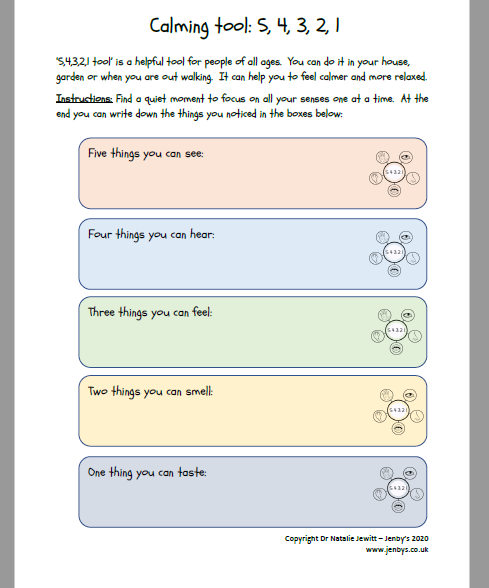 Calming tool: 5, 4, 3, 2, 1
'5,4,3,2,1 tool' is a helpful tool for people of all ages. You can do it in your house,
garden or when you are out walking. It can help you to feel calmer and more relaxed.
Instructions: Find a quiet moment to focus on all your senses one at a time. At the
end you can write down the things you noticed in the boxes below:
Five things you can see:
5 4 3 2 1
Four things you can hear:
5 4 3 2 1
Three things you can feel:
5 4 3 2 1
Two things you can smell:
5 4 3 2 1
One thing you can taste:
5 4 3 2 1
Copyright Dr Natalie Jewitt – Jenby's 2020
www.jenbys.co.uk